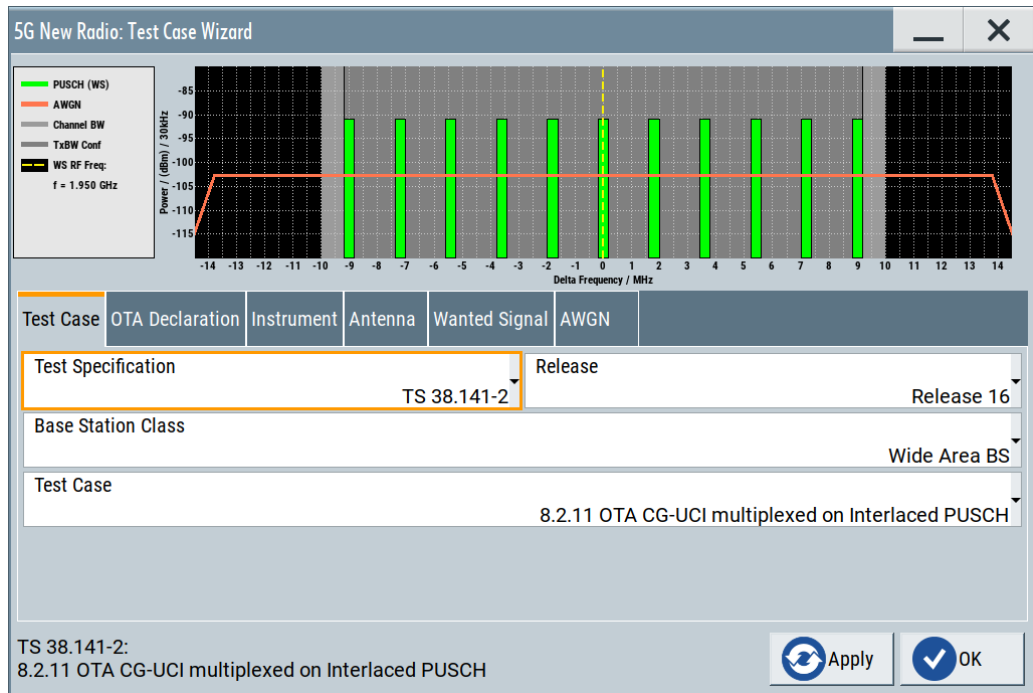 5G New Radio: Test Case Wizard
PUSCH (WS)
AWGN
Channel BW
TxBW Conf
WS RF Freq:
f = 1.950 GHz
Power / (dBm) / 30kHz
-85
-90
-95
-100
-105
-110
-115
-14 -13 -12 -11 -10 -9 -8 -7 -6 -5 -4 -3 -2 -1 0 1 2 3 4 5 6 7 8 9 10 11 12 13 14
Delta Frequency / MHz
Test Case OTA Declaration Instrument Antenna Wanted Signal AWGN
Test Specification
TS 38.141-2
Release
Release 16
Base Station Class
Wide Area BS
Test Case
8.2.11 OTA CG-UCI multiplexed on Interlaced PUSCH
TS 38.141-2:
8.2.11 OTA CG-UCI multiplexed on Interlaced PUSCH
Apply
OK